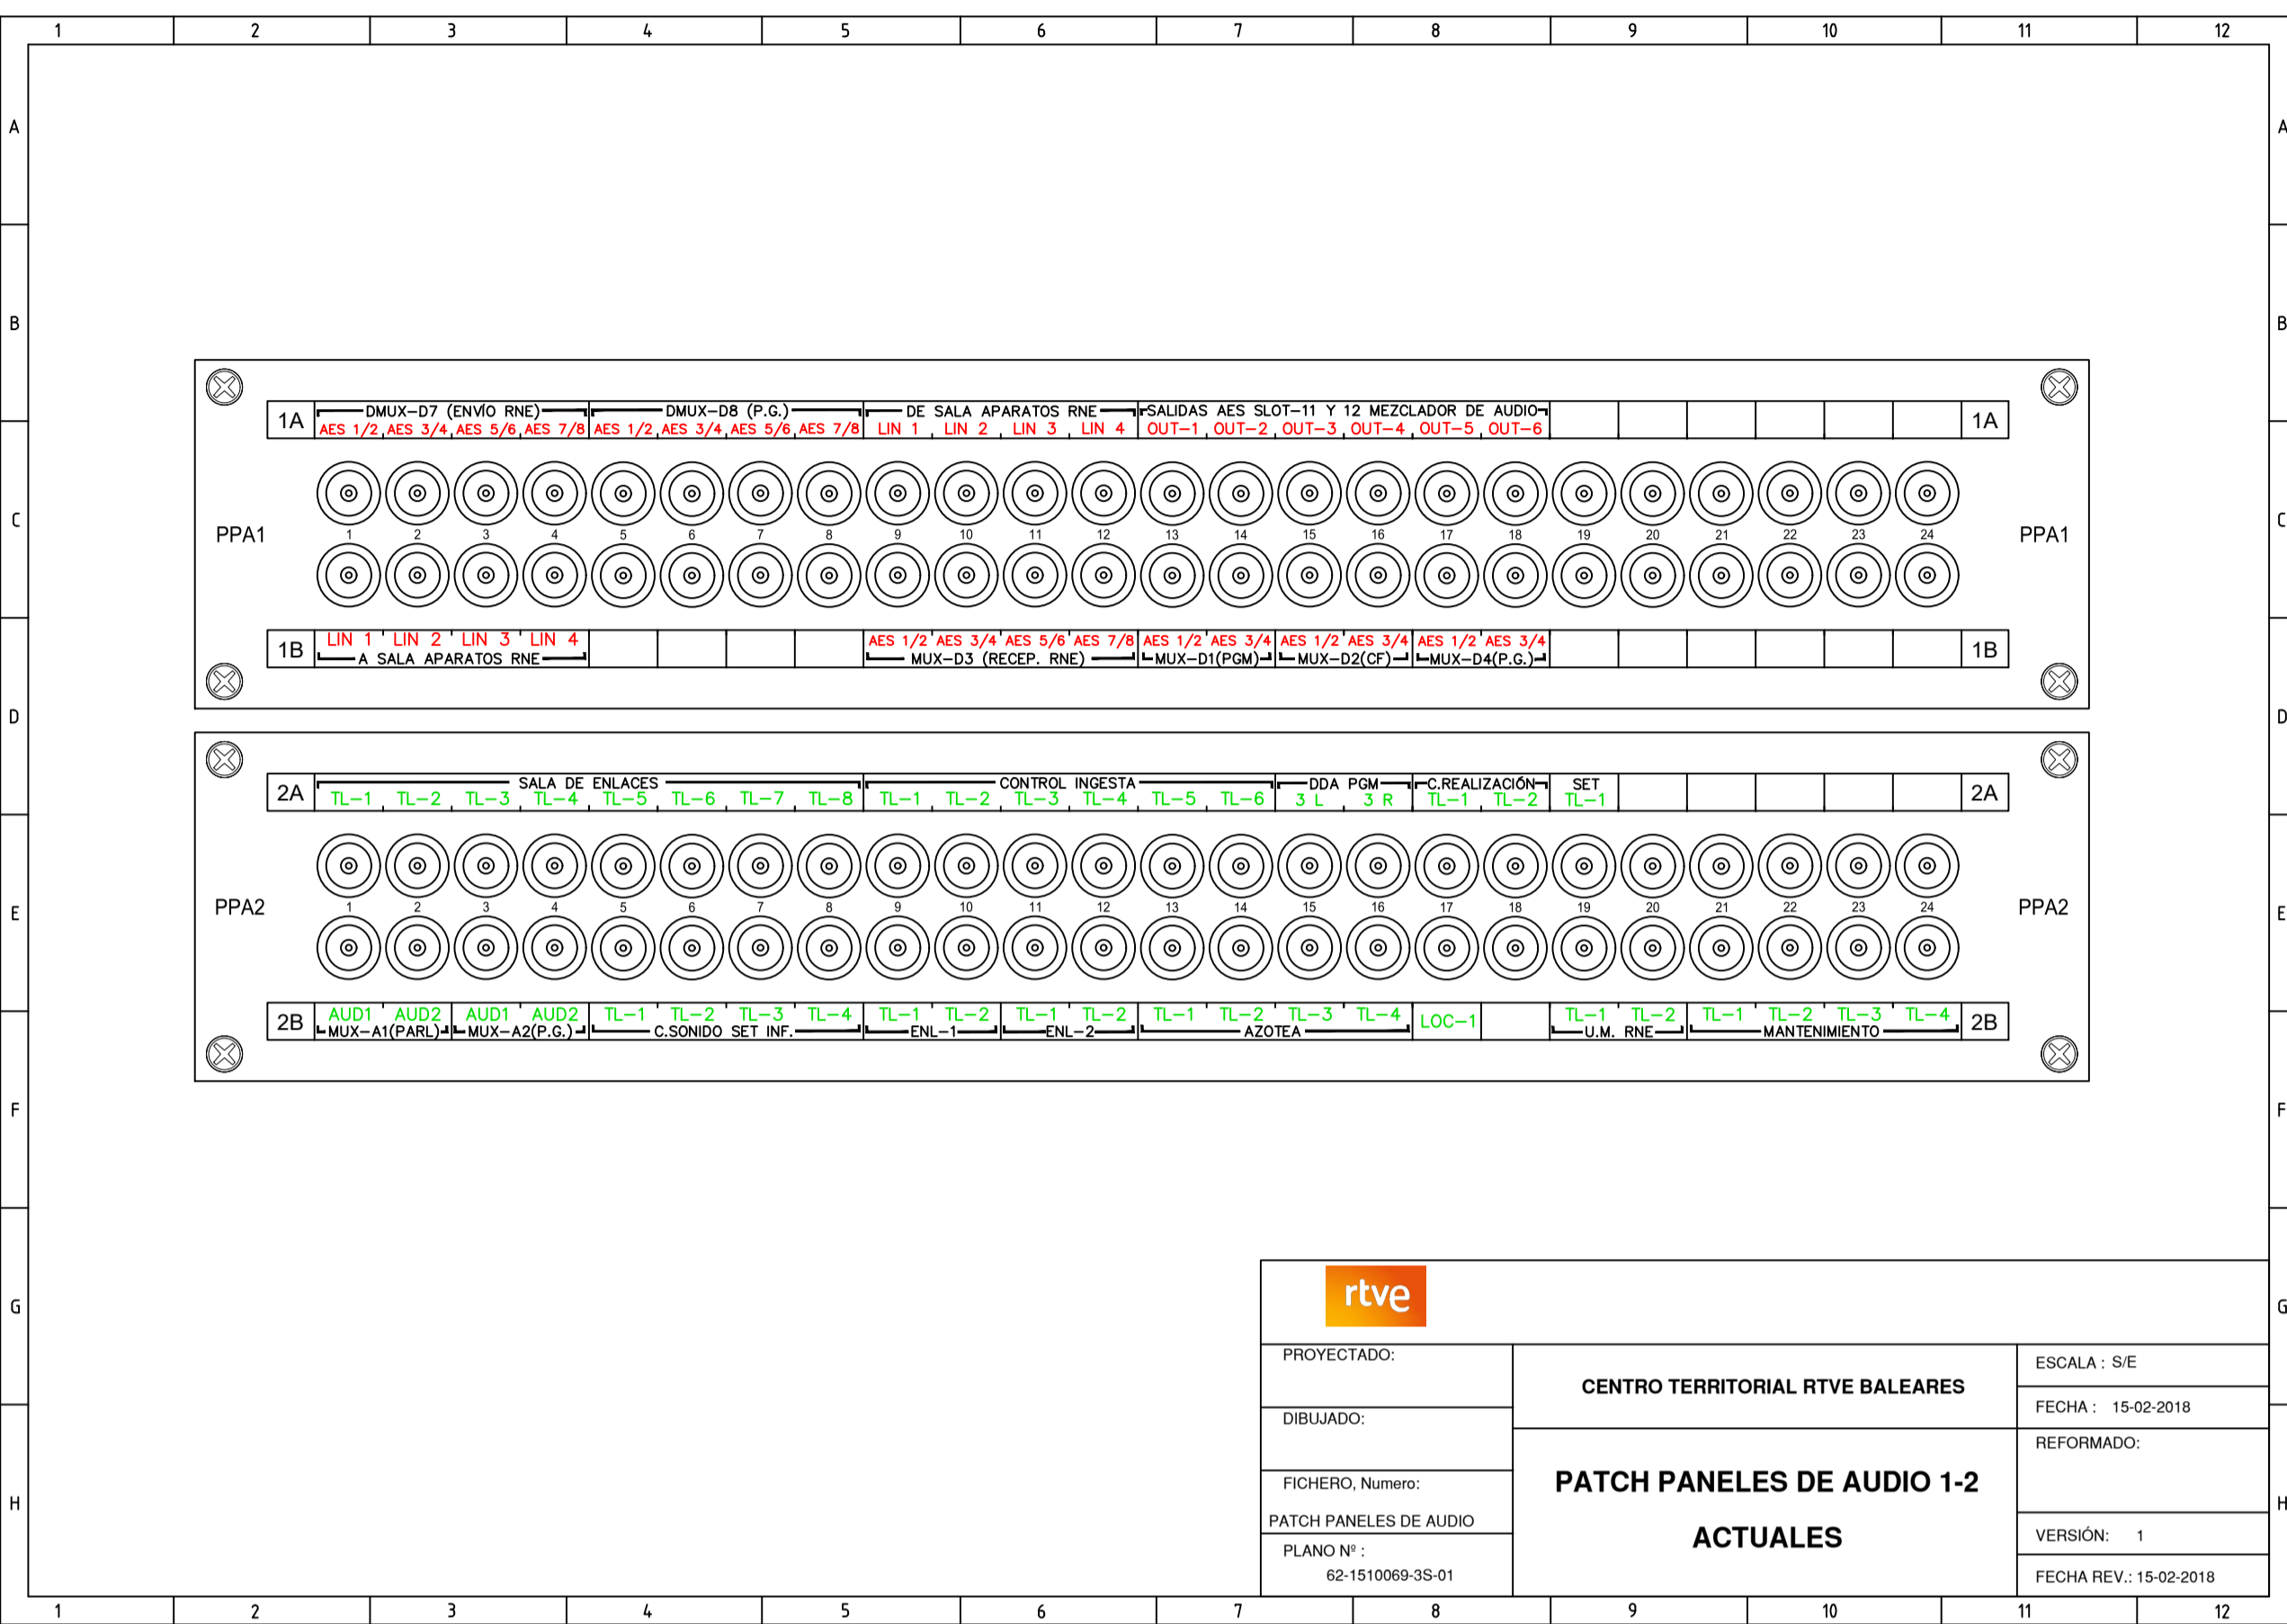 1 2 3 4 5 6 7 8 9 10 11 12
A A
B B
1A DMUX-D7 (ENVÍO RNE) DMUX-D8 (P.G.) DE SALA APARATOS RNE SALIDAS AES SLOT-11 Y 12 MEZCLADOR DE AUDIO 1A
AES 1/2 AES 3/4 AES 5/6 AES 7/8 AES 1/2 AES 3/4 AES 5/6 AES 7/8 LIN 1 LIN 2 LIN 3 LIN 4 OUT-1 OUT-2 OUT-3 OUT-4 OUT-5 OUT-6
C C
PPA1 1 2 3 4 5 6 7 8 9 10 11 12 13 14 15 16 17 18 19 20 21 22 23 24 PPA1
1B LIN 1 LIN 2 LIN 3 LIN 4 AES 1/2 AES 3/4 AES 5/6 AES 7/8 AES 1/2 AES 3/4 AES 1/2 AES 3/4 AES 1/2 AES 3/4 1B
A SALA APARATOS RNE MUX-D3 (RECEP. RNE) MUX-D1(PGM) MUX-D2(CF) MUX-D4(P.G.)
D D
2A SALA DE ENLACES CONTROL INGESTA DDA PGM C.REALIZACIÓN SET 2A
TL-1 TL-2 TL-3 TL-4 TL-5 TL-6 TL-7 TL-8 TL-1 TL-2 TL-3 TL-4 TL-5 TL-6 3 L 3 R TL-1 TL-2 TL-1
PPA2 1 2 3 4 5 6 7 8 9 10 11 12 13 14 15 16 17 18 19 20 21 22 23 24 PPA2
E E
2B AUD1 AUD2 AUD1 AUD2 TL-1 TL-2 TL-3 TL-4 TL-1 TL-2 TL-1 TL-2 TL-1 TL-2 TL-3 TL-4 LOC-1 TL-1 TL-2 TL-1 TL-2 TL-3 TL-4 2B
MUX-A1(PARL) MUX-A2(P.G.) C.SONIDO SET INF. ENL-1 ENL-2 AZOTEA U.M. RNE MANTENIMIENTO
F F
G G
rtve
PROYECTADO:
DIBUJADO:
FICHERO, Numero:
PATCH PANELES DE AUDIO
PLANO Nº :
62-1510069-3S-01
CENTRO TERRITORIAL RTVE BALEARES
PATCH PANELES DE AUDIO 1-2
ACTUALES
ESCALA : S/E
FECHA : 15-02-2018
REFORMADO:
VERSIÓN: 1
FECHA REV.: 15-02-2018
H H
1 2 3 4 5 6 7 8 9 10 11 12